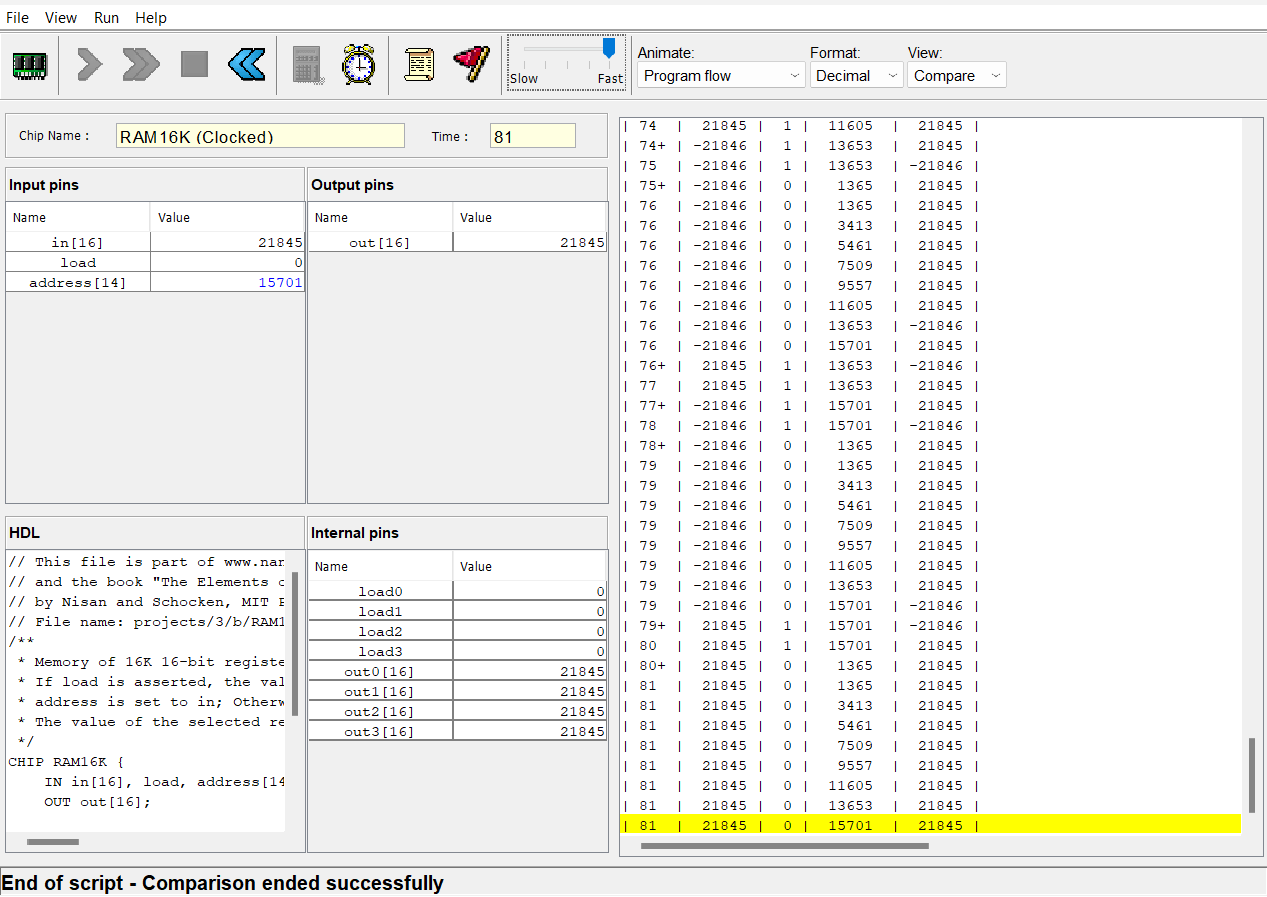 File View Run Help
Slow Fast
Animate: Format: View:
Program flow Decimal Compare
Chip Name : RAM16K (Clocked) Time : 81
Input pins
Name Value
in[16] 21845
load 0
address[14] 15701
Output pins
Name Value
out[16] 21845
HDL
// This file is part of www.nan
// and the book "The Elements o
// by Nisan and Schocken, MIT P
// File name: projects/3/b/RAM1
/**
* Memory of 16K 16-bit registe
* If load is asserted, the val
* address is set to in; Otherw
* The value of the selected re
*/
CHIP RAM16K {
IN in[16], load, address[14
OUT out[16];
Internal pins
Name Value
load0 0
load1 0
load2 0
load3 0
out0[16] 21845
out1[16] 21845
out2[16] 21845
out3[16] 21845
| 74 | 21845 | 1 | 11605 | 21845 |
| 74+ | -21846 | 1 | 13653 | 21845 |
| 75 | -21846 | 1 | 13653 | -21846 |
| 75+ | -21846 | 0 | 1365 | 21845 |
| 76 | -21846 | 0 | 1365 | 21845 |
| 76 | -21846 | 0 | 3413 | 21845 |
| 76 | -21846 | 0 | 5461 | 21845 |
| 76 | -21846 | 0 | 7509 | 21845 |
| 76 | -21846 | 0 | 9557 | 21845 |
| 76 | -21846 | 0 | 11605 | 21845 |
| 76 | -21846 | 0 | 13653 | -21846 |
| 76 | -21846 | 0 | 15701 | 21845 |
| 76+ | 21845 | 1 | 13653 | -21846 |
| 77 | 21845 | 1 | 13653 | 21845 |
| 77+ | -21846 | 1 | 15701 | 21845 |
| 78 | -21846 | 1 | 15701 | -21846 |
| 78+ | -21846 | 0 | 1365 | 21845 |
| 79 | -21846 | 0 | 1365 | 21845 |
| 79 | -21846 | 0 | 3413 | 21845 |
| 79 | -21846 | 0 | 5461 | 21845 |
| 79 | -21846 | 0 | 7509 | 21845 |
| 79 | -21846 | 0 | 9557 | 21845 |
| 79 | -21846 | 0 | 11605 | 21845 |
| 79 | -21846 | 0 | 13653 | 21845 |
| 79 | -21846 | 0 | 15701 | -21846 |
| 79+ | 21845 | 1 | 15701 | -21846 |
| 80 | 21845 | 1 | 15701 | 21845 |
| 80+ | 21845 | 0 | 1365 | 21845 |
| 81 | 21845 | 0 | 1365 | 21845 |
| 81 | 21845 | 0 | 3413 | 21845 |
| 81 | 21845 | 0 | 5461 | 21845 |
| 81 | 21845 | 0 | 7509 | 21845 |
| 81 | 21845 | 0 | 9557 | 21845 |
| 81 | 21845 | 0 | 11605 | 21845 |
| 81 | 21845 | 0 | 13653 | 21845 |
| 81 | 21845 | 0 | 15701 | 21845 |
End of script - Comparison ended successfully